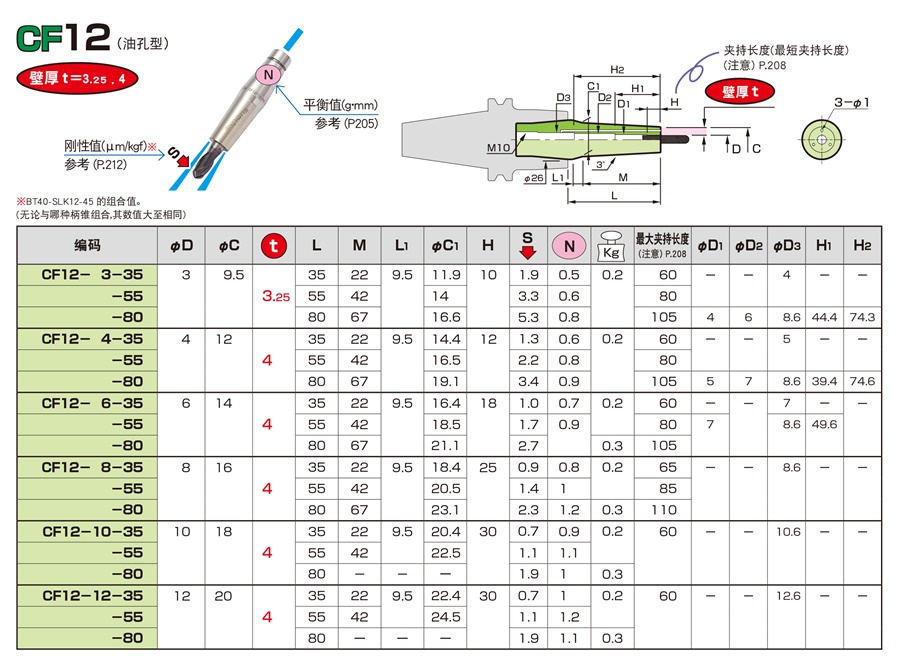 CF12 (油孔型)
壁厚 t=3.25 . 4
N
平衡值(g·mm)
参考 (P.205)
刚性值(μm/kgf)※
参考 (P.212)
S
※BT40-SLK12-45 的组合值。
(无论与哪种柄锥组合,其数值大至相同)
夹持长度(最短夹持长度)
(注意) P.208
壁厚 t
H2
C1
H1
D3
D2
D1
H
M10
3°
D
C
φ26
L1
M
L
3-φ1
编码 φD φC t L M L1 φC1 H S N Kg 最大夹持长度 (注意) P.208 φD1 φD2 φD3 H1 H2
CF12- 3-35 3 9.5 3.25 35 22 9.5 11.9 10 1.9 0.5 0.2 60 - - 4 - -
-55 55 42 14 3.3 0.6 80
-80 80 67 16.6 5.3 0.8 105 4 6 8.6 44.4 74.3
CF12- 4-35 4 12 4 35 22 9.5 14.4 12 1.3 0.6 0.2 60 - - 5 - -
-55 55 42 16.5 2.2 0.8 80
-80 80 67 19.1 3.4 0.9 105 5 7 8.6 39.4 74.6
CF12- 6-35 6 14 4 35 22 9.5 16.4 18 1.0 0.7 0.2 60 - - 7 - -
-55 55 42 18.5 1.7 0.9 80 7 8.6 49.6
-80 80 67 21.1 2.7 0.3 105
CF12- 8-35 8 16 4 35 22 9.5 18.4 25 0.9 0.8 0.2 65 - - 8.6 - -
-55 55 42 20.5 1.4 1 85
-80 80 67 23.1 2.3 1.2 0.3 110
CF12-10-35 10 18 4 35 22 9.5 20.4 30 0.7 0.9 0.2 60 - - 10.6 - -
-55 55 42 22.5 1.1 1.1
-80 80 - - - 1.9 1 0.3
CF12-12-35 12 20 4 35 22 9.5 22.4 30 0.7 1 0.2 60 - - 12.6 - -
-55 55 42 24.5 1.1 1.2
-80 80 - - - 1.9 1.1 0.3